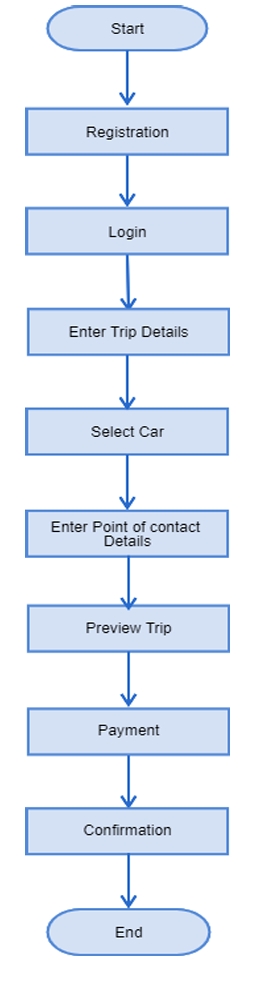 Start
Registration
Login
Enter Trip Details
Select Car
Enter Point of contact
Details
Preview Trip
Payment
Confirmation
End